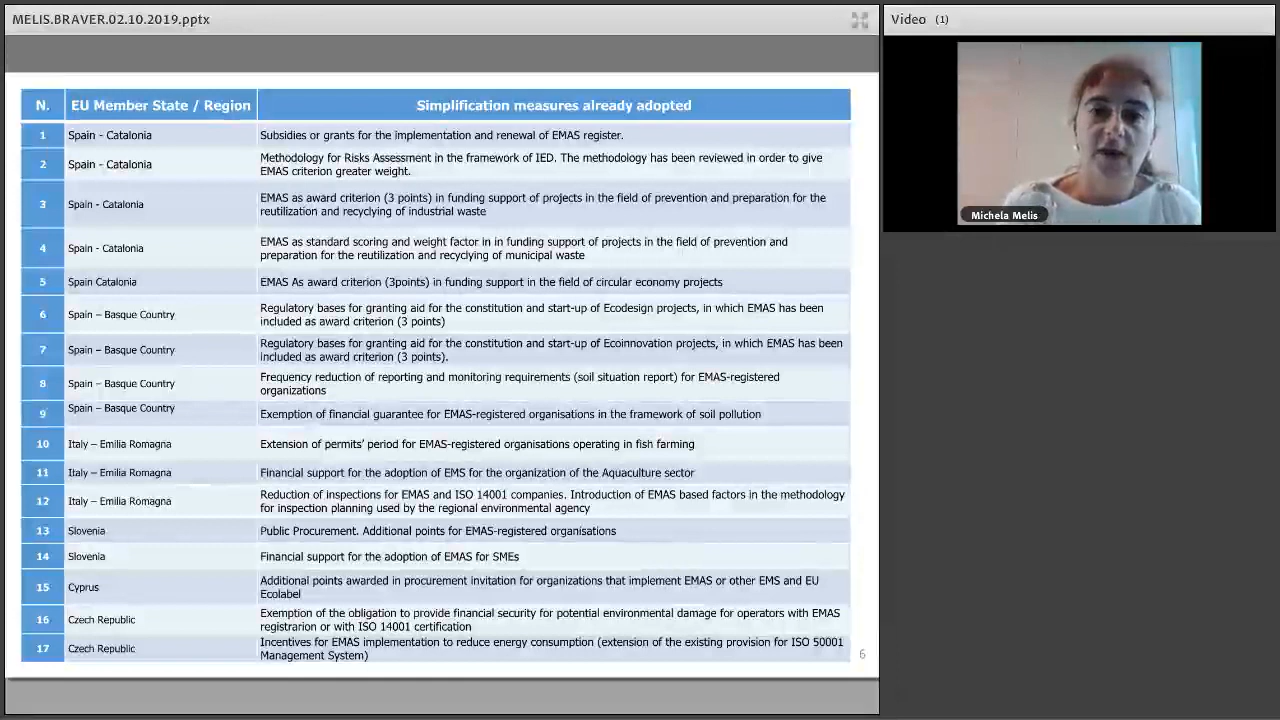 MELIS.BRAVER.02.10.2019.pptx
Video (1)
N. EU Member State / Region Simplification measures already adopted
1 Spain - Catalonia Subsidies or grants for the implementation and renewal of EMAS register.
2 Spain - Catalonia Methodology for Risks Assessment in the framework of IED. The methodology has been reviewed in order to give
EMAS criterion greater weight.
3 Spain - Catalonia EMAS as award criterion (3 points) in funding support of projects in the field of prevention and preparation for the
reutilization and recyclying of industrial waste
4 Spain - Catalonia EMAS as standard scoring and weight factor in in funding support of projects in the field of prevention and
preparation for the reutilization and recyclying of municipal waste
5 Spain Catalonia EMAS As award criterion (3points) in funding support in the field of circular economy projects
6 Spain – Basque Country Regulatory bases for granting aid for the constitution and start-up of Ecodesign projects, in which EMAS has been
included as award criterion (3 points)
7 Spain – Basque Country Regulatory bases for granting aid for the constitution and start-up of Ecoinnovation projects, in which EMAS has been
included as award criterion (3 points).
8 Spain – Basque Country Frequency reduction of reporting and monitoring requirements (soil situation report) for EMAS-registered
organizations
9 Spain – Basque Country Exemption of financial guarantee for EMAS-registered organisations in the framework of soil pollution
10 Italy – Emilia Romagna Extension of permits' period for EMAS-registered organisations operating in fish farming
11 Italy – Emilia Romagna Financial support for the adoption of EMS for the organization of the Aquaculture sector
12 Italy – Emilia Romagna Reduction of inspections for EMAS and ISO 14001 companies. Introduction of EMAS based factors in the methodology
for inspection planning used by the regional environmental agency
13 Slovenia Public Procurement. Additional points for EMAS-registered organisations
14 Slovenia Financial support for the adoption of EMAS for SMEs
15 Cyprus Additional points awarded in procurement invitation for organizations that implement EMAS or other EMS and EU
Ecolabel
16 Czech Republic Exemption of the obligation to provide financial security for potential environmental damage for operators with EMAS
registrarion or with ISO 14001 certification
17 Czech Republic Incentives for EMAS implementation to reduce energy consumption (extension of the existing provision for ISO 50001
Management System)
6
Michela Melis